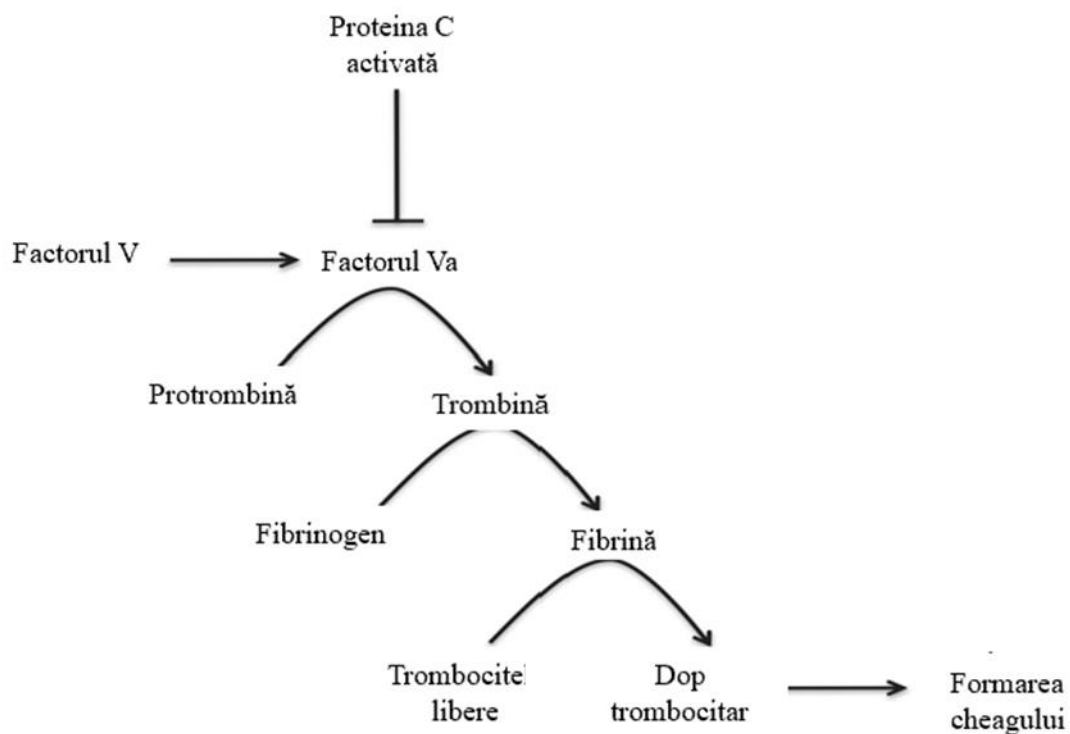 Proteina C
activată
Factorul V
Factorul Va
Protrombină
Trombină
Fibrinogen
Fibrină
Trombocite
libere
Dop
trombocitar
Formarea
cheagului